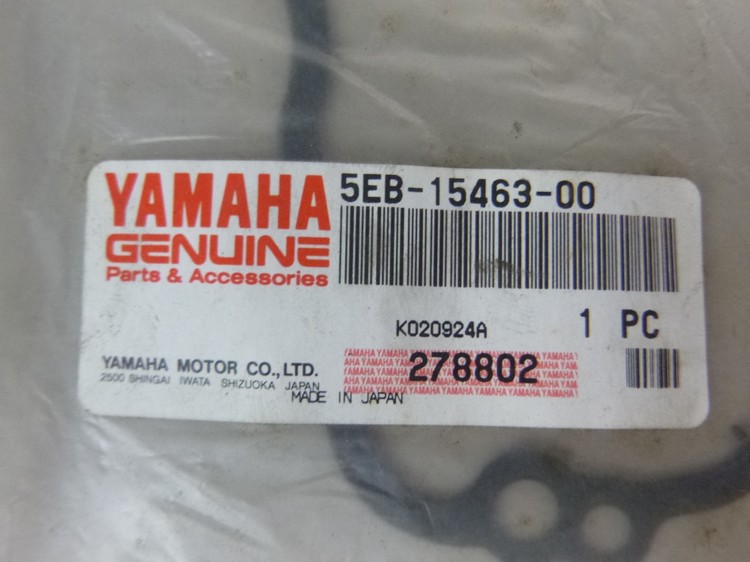 YAMAHA
GENUINE
Parts & Accessories
5EB-15463-00
K020924A
1 PC
YAMAHA MOTOR CO.,LTD.
2500 SHINGAI IWATA SHIZUOKA JAPAN
MADE IN JAPAN
278802